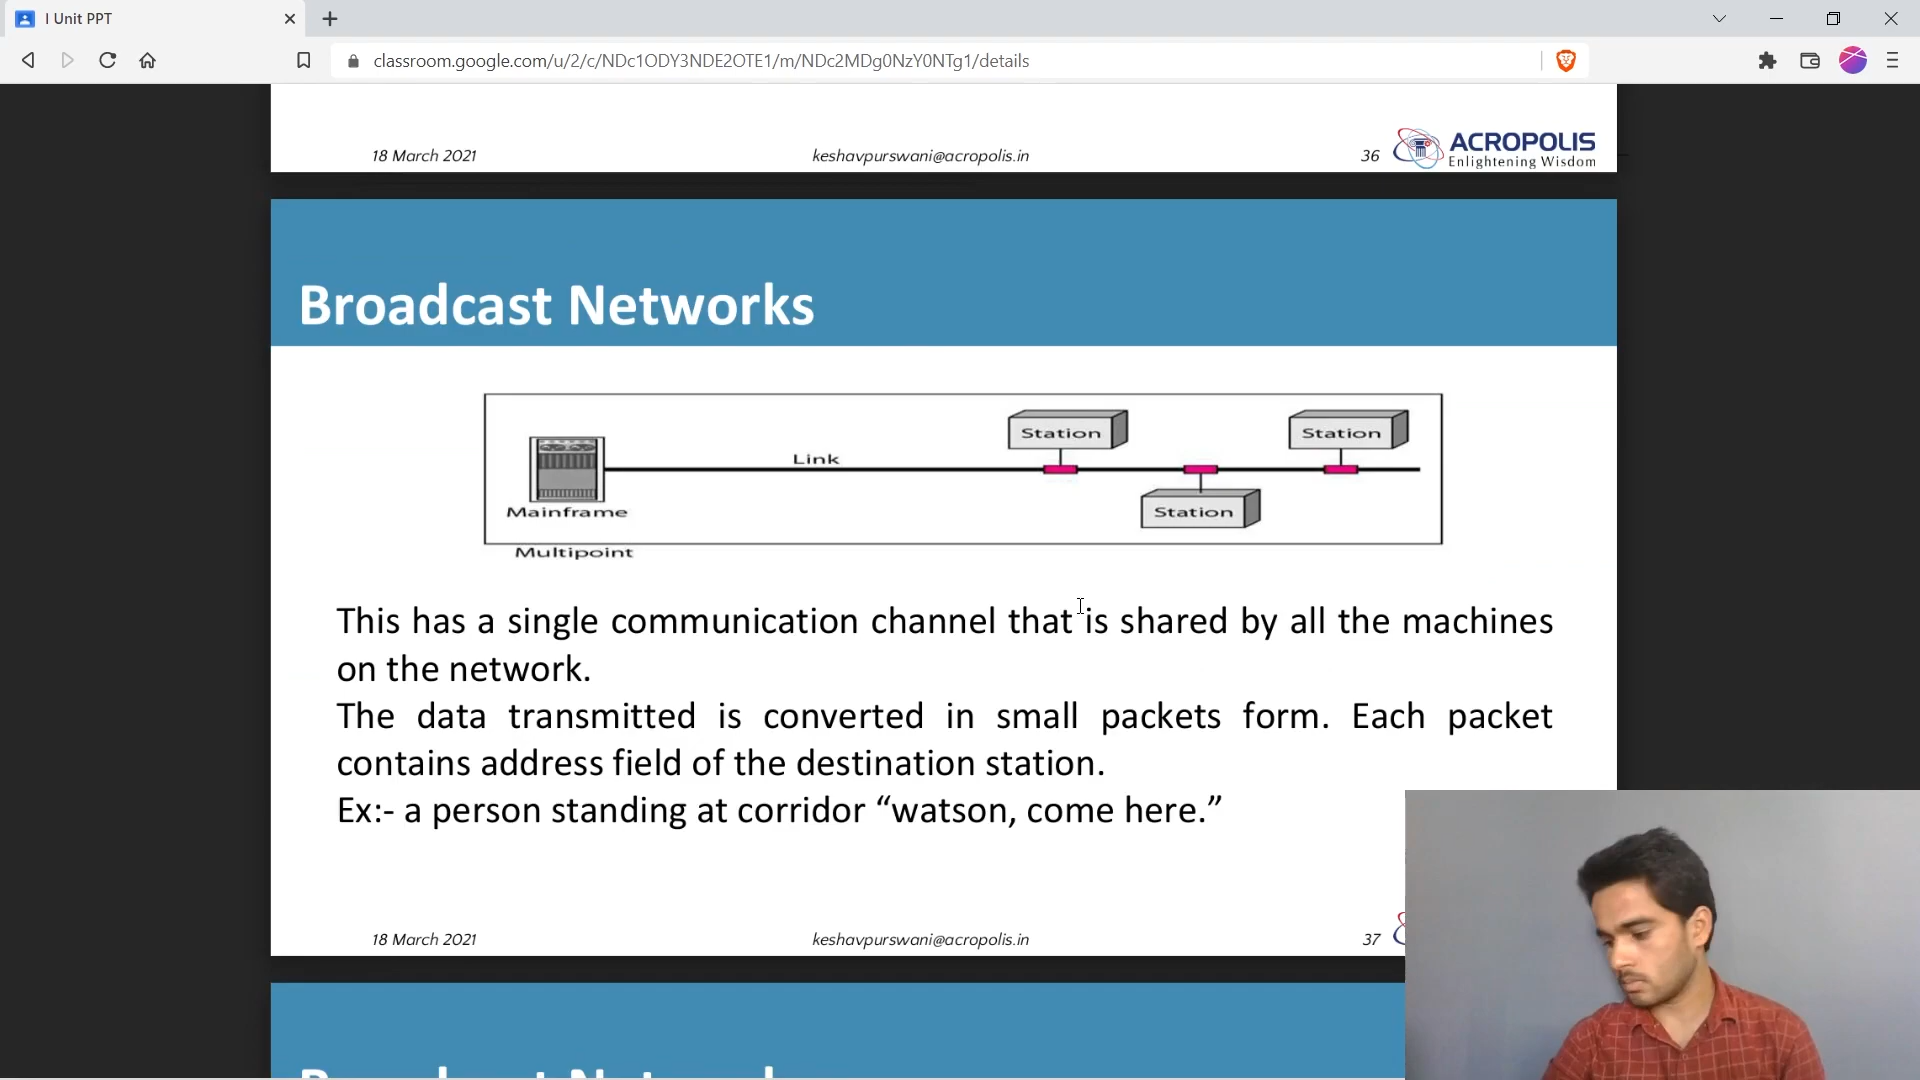 I Unit PPT
classroom.google.com/u/2/c/NDc1ODY3NDE2OTE1/m/NDc2MDg0NzY0NTg1/details
18 March 2021 keshavpurswani@acropolis.in 36 ACROPOLIS
Enlightening Wisdom
Broadcast Networks
Station Station
Link
Mainframe Station
Multipoint
This has a single communication channel that is shared by all the machines
on the network.
The data transmitted is converted in small packets form. Each packet
contains address field of the destination station.
Ex:- a person standing at corridor “watson, come here.”
18 March 2021 keshavpurswani@acropolis.in 37